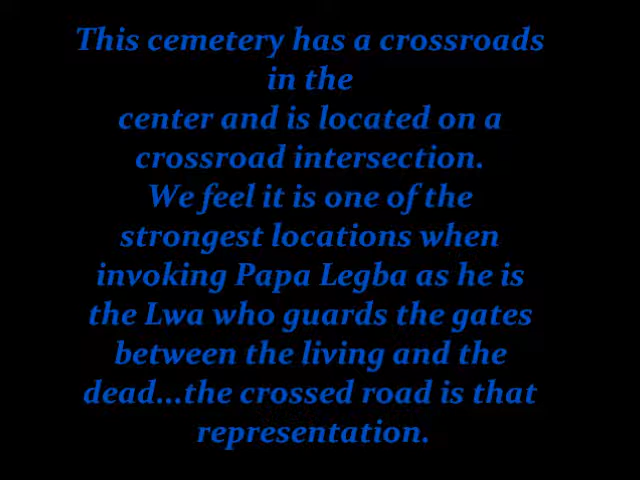 This cemetery has a crossroads
in the
center and is located on a
crossroad intersection.
We feel it is one of the
strongest locations when
invoking Papa Legba as he is
the Lwa who guards the gates
between the living and the
dead...the crossed road is that
representation.